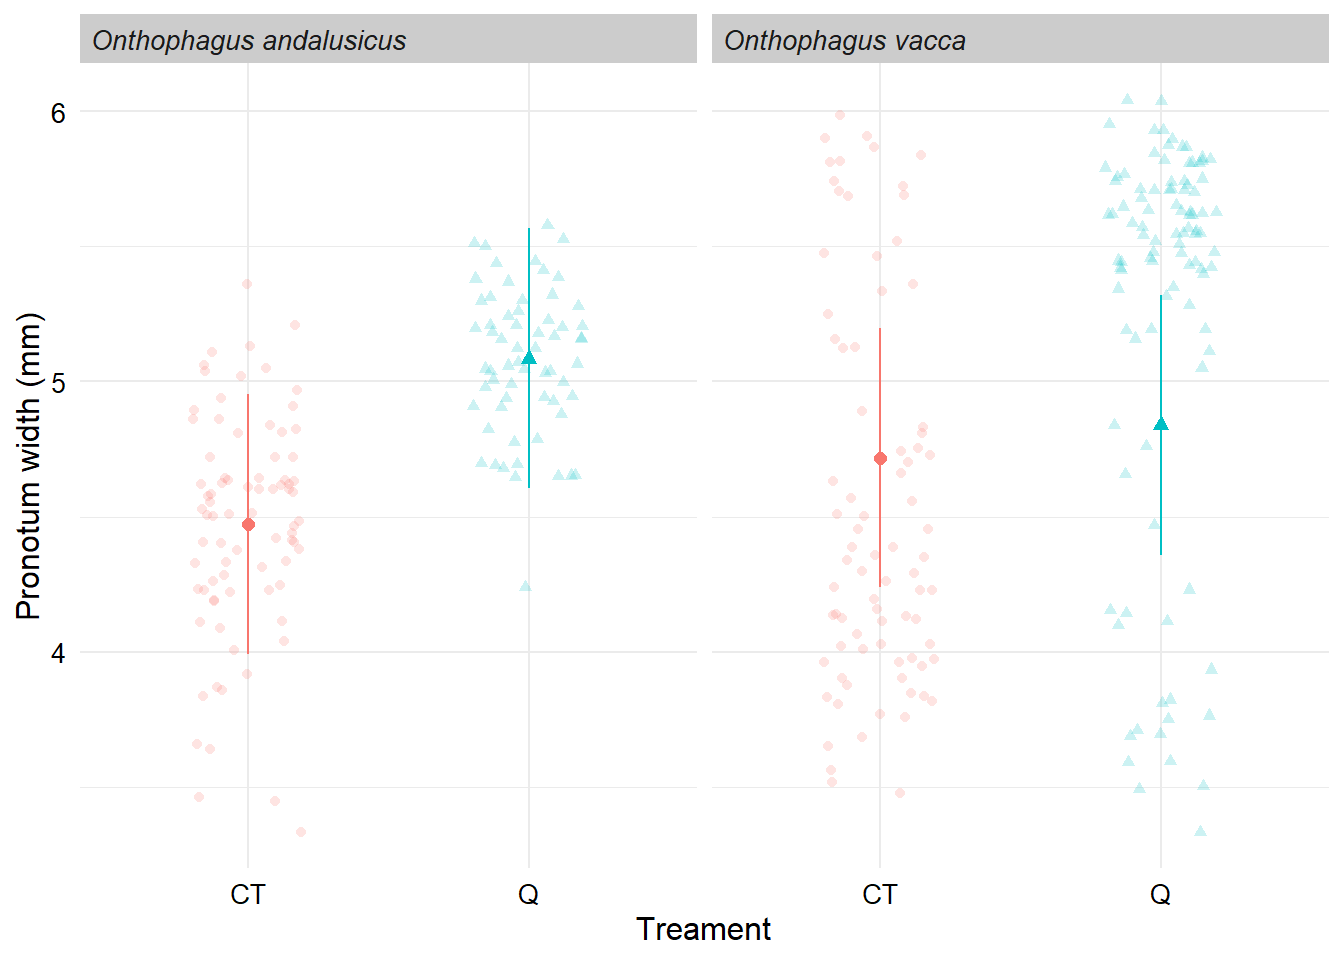 Onthophagus andalusicus
Onthophagus vacca
6
5
4
Pronotum width (mm)
CT
Q
CT
Q
Treament